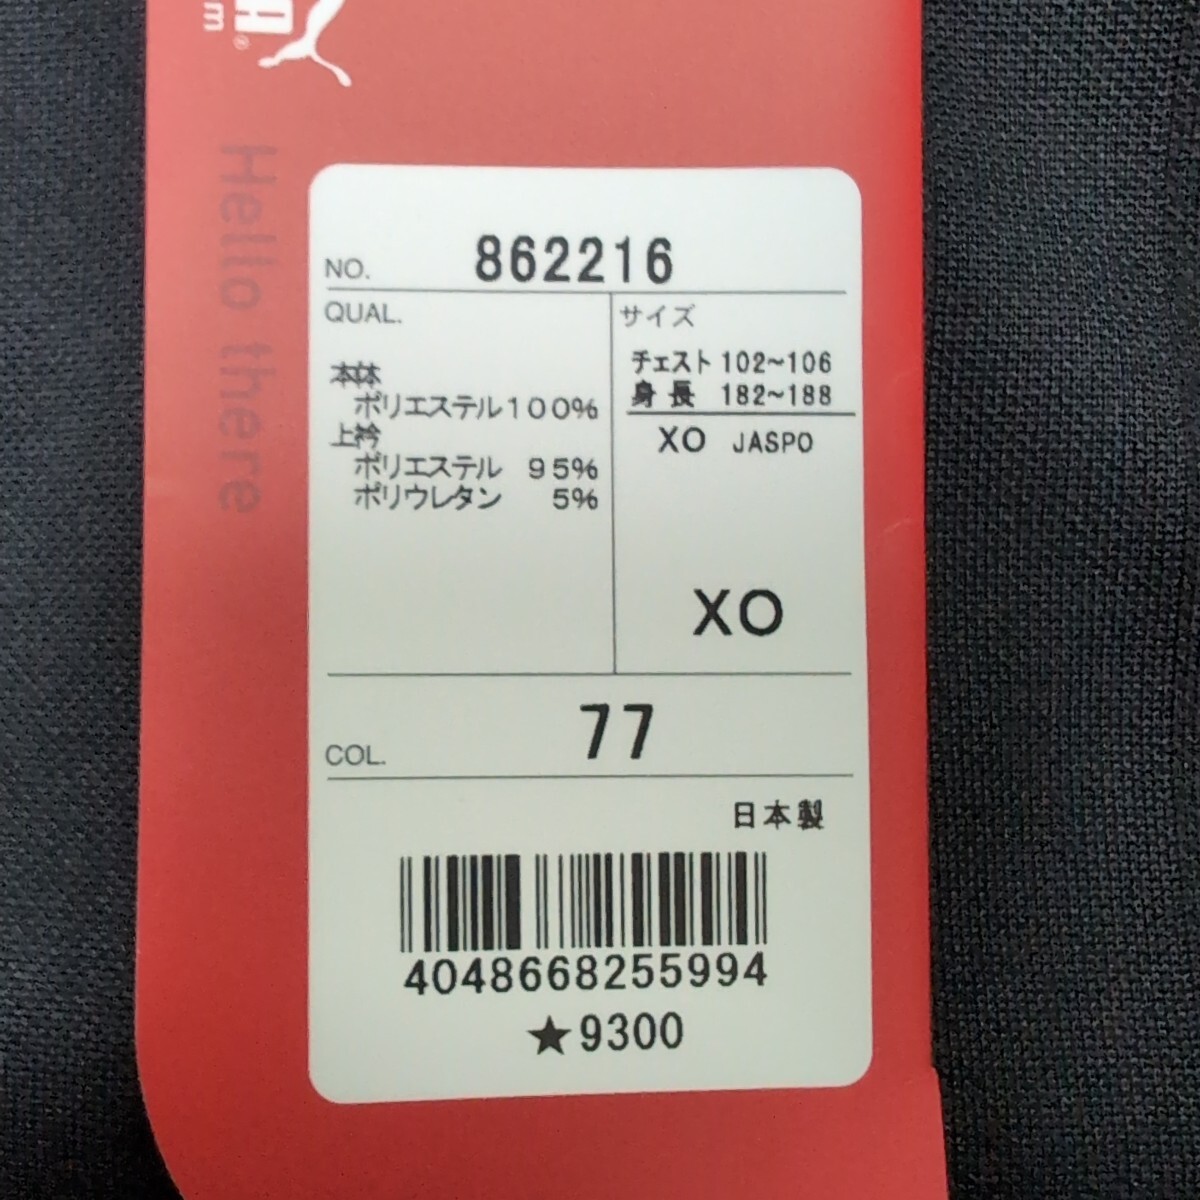 Hello there
NO. 862216
QUAL.
本体
ポリエステル100%
上衿
ポリエステル 95%
ポリウレタン 5%
サイズ
チェスト 102~106
身長 182~188
XO JASPO
XO
COL. 77
日本製
4048668255994
★9300